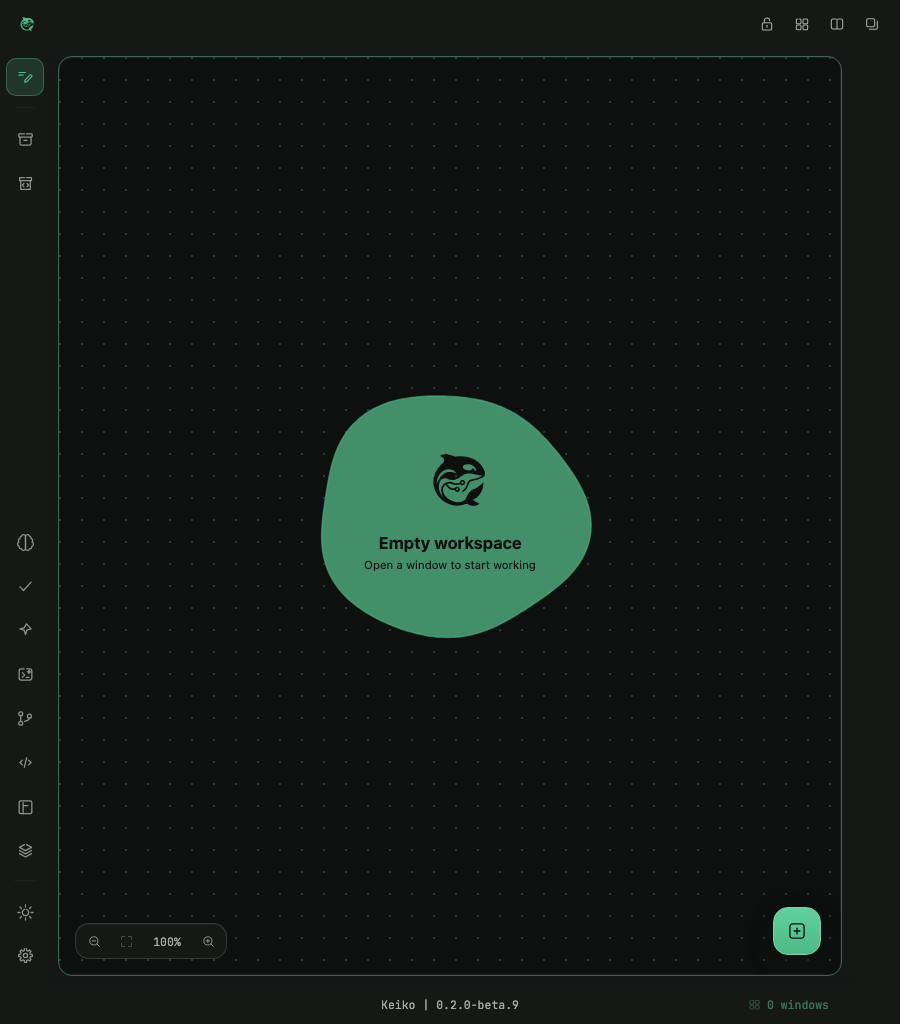 Empty workspace
Open a window to start working
100%
Keiko | 0.2.0-beta.9
0 windows